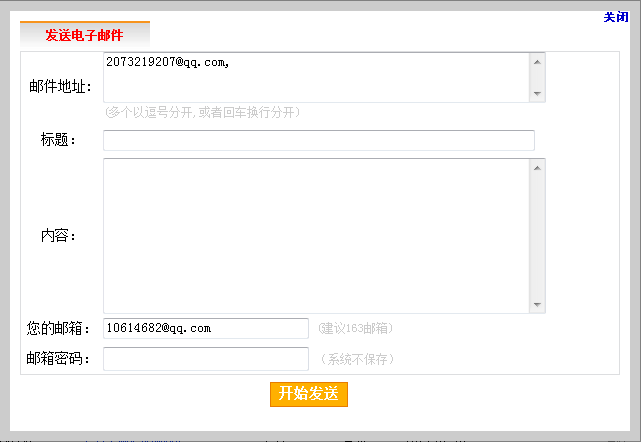 关闭
发送电子邮件
邮件地址: 2073219207@qq.com,
(多个以逗号分开,或者回车换行分开)
标题：
内容：
您的邮箱： 10614682@qq.com (建议163邮箱)
邮箱密码： （系统不保存）
开始发送